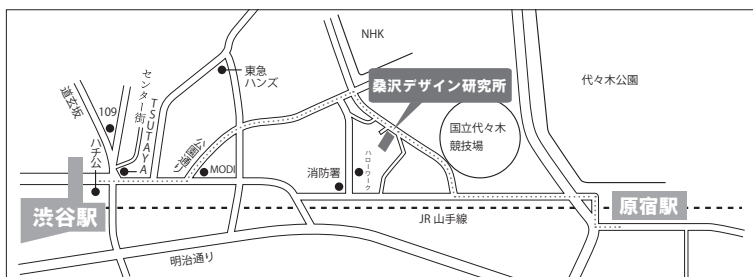 NHK
代々木公園
東急
ハンズ
桑沢デザイン研究所
国立代々木
競技場
道玄坂
109
センター街
TSUTAYA
公園通り
MODI
ハチ公
消防署
ハローワーク
渋谷駅
原宿駅
JR 山手線
明治通り